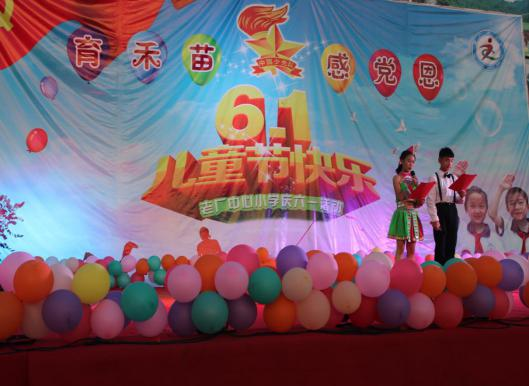 育禾苗 感党恩
中国少先队
6.1
儿童节快乐
老厂中心小学庆六一活动